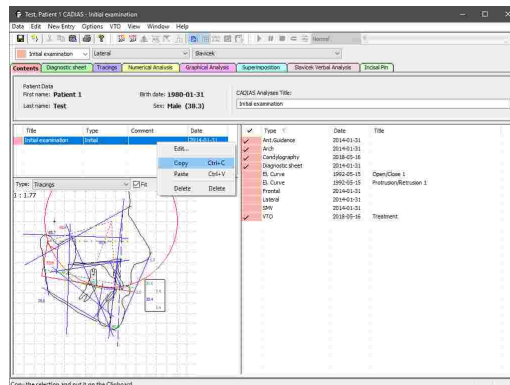 Test, Patient 1 CADIAS - Initial examination
Data Edit New Entry Options VTO View Window Help
Normal
Initial examination Lateral Slavicek
Contents Diagnostic sheet Tracings Numerical Analysis Graphical Analysis Superimposition Slavicek Verbal Analysis Incisal Pin
Patient Data
First name: Patient 1 Birth date: 1980-01-31
Last name: Test Sex: Male (38.3)
CADIAS Analyses Title:
Initial examination
Title Type Comment Date
Initial examination Initial 2014-01-31
Edit...
Copy Ctrl+C
Paste Ctrl+V
Delete Delete
Type: Tracings Fit
1 : 1.77
Type Date Title
Ant.Guidance 2014-01-31
Arch 2014-01-31
Condylography 2018-05-16
Diagnostic sheet 2014-01-31
El. Curve 1992-05-15 Open/Close 1
El. Curve 1992-05-15 Protrusion/Retrusion 1
Frontal 2014-01-31
Lateral 2014-01-31
SMV 2014-01-31
VTO 2018-05-16 Treatment
Copy the selection and put it on the Clipboard